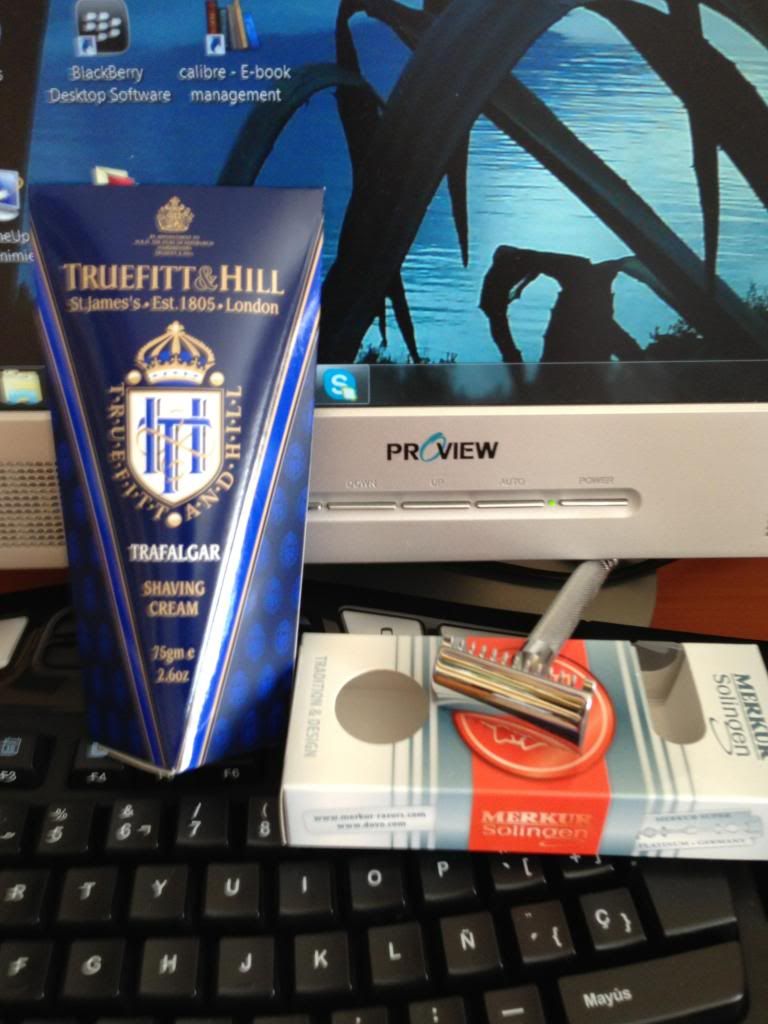 BlackBerry
Desktop Software
calibre - E-book
management
TRUEFITT & HILL
St.James's • Est.1805 • London
T·R·U·E·F·I·T·T·A·N·D·H·I·L·L
TRAFALGAR
SHAVING
CREAM
75gm e
2.6oz
PROVIEW
DOWN
UP
AUTO
POWER
TRADITION & DESIGN
MERKUR
Solingen
www.merkur-razors.com
www.dovo.com
MERKUR
Solingen
MERKUR SUPER
PLATINUM - GERMANY
F3
F4
F6
%
5
&
6 ¬
/
7
(
8
R
T
Y
U
I
O
P
F
G
H
J
K
L
Ñ
Ç }
Mayús